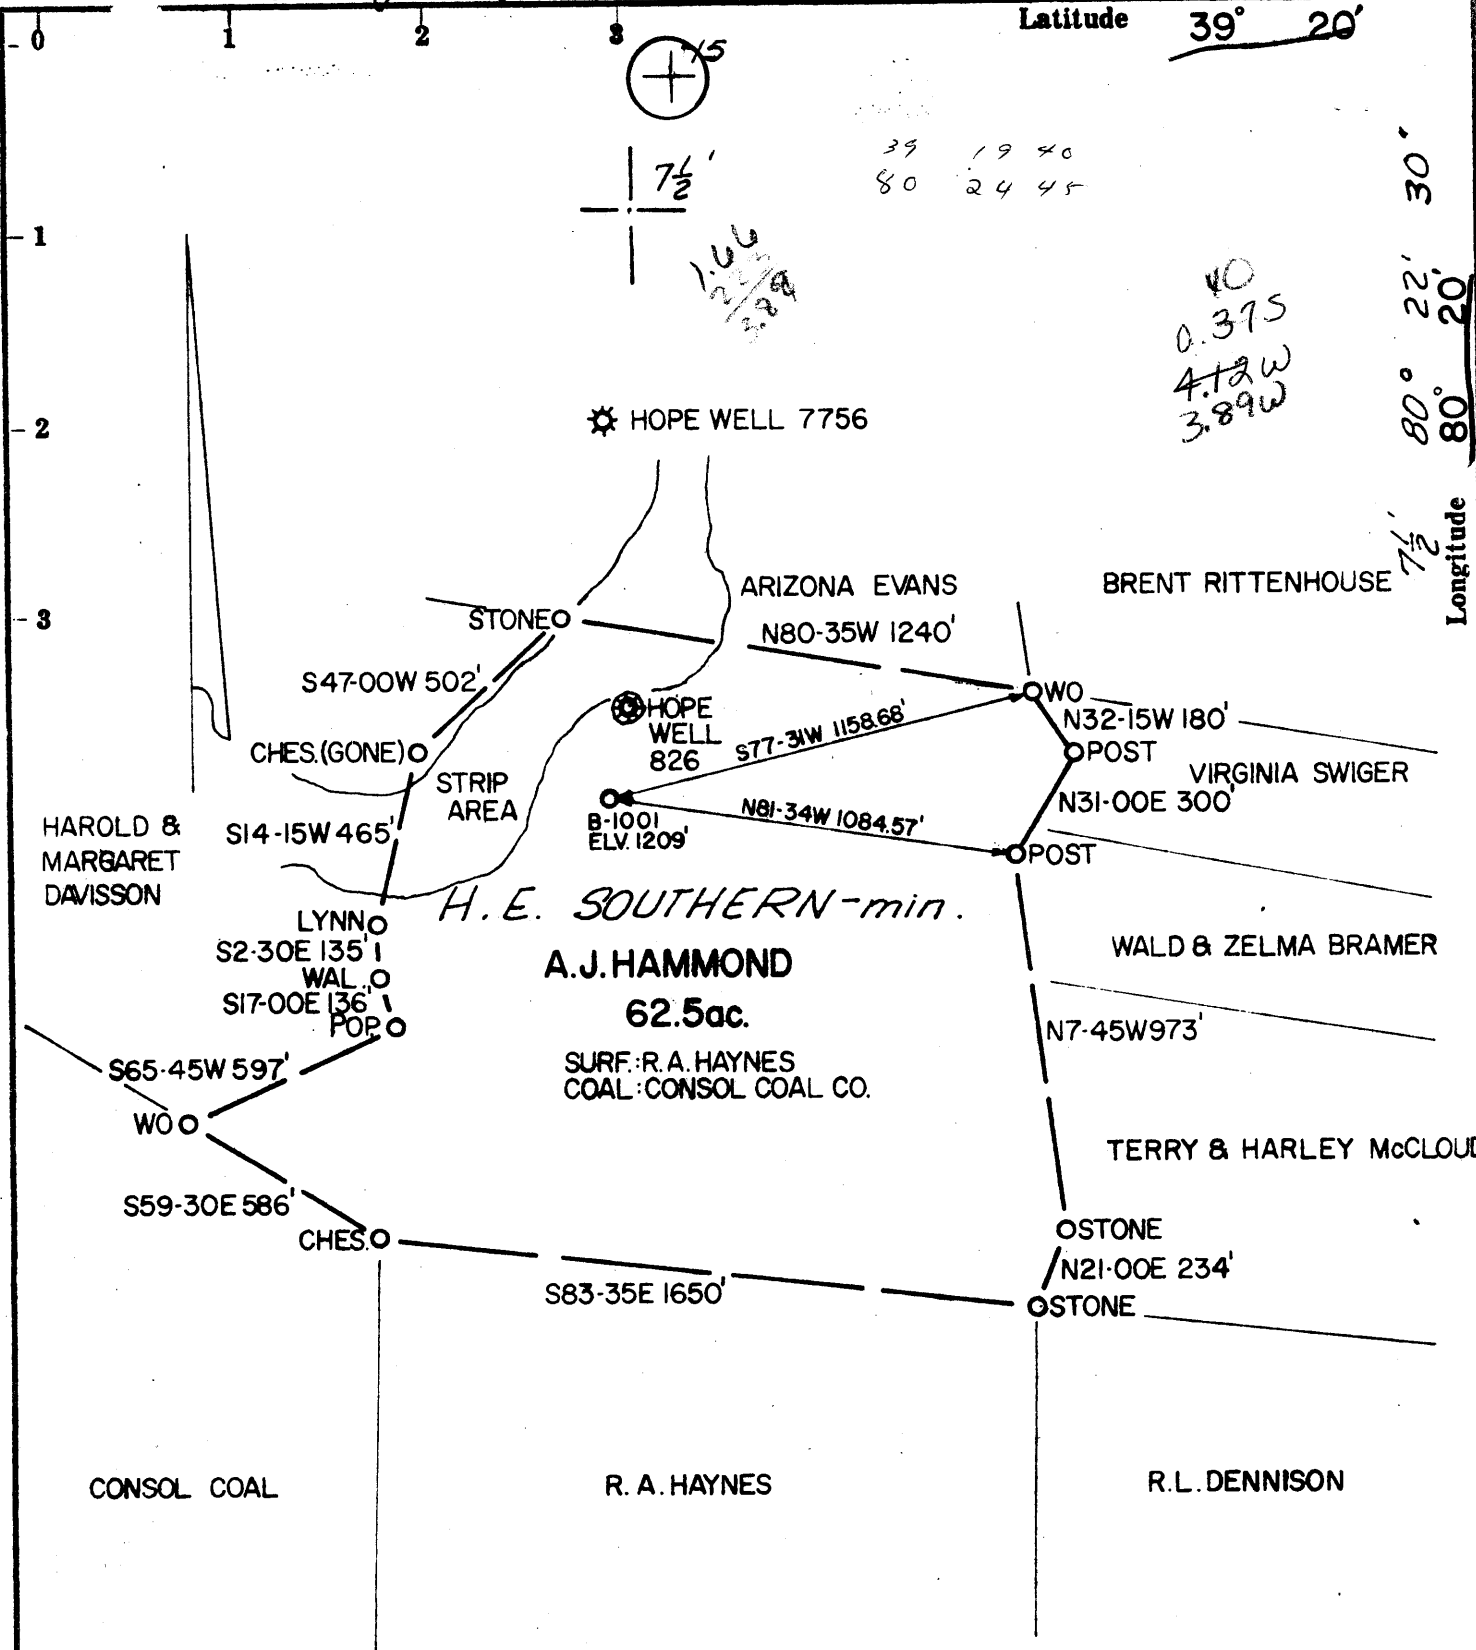 0 1 2 3 Latitude 39° 20'
15
7½'
39 19 40
80 24 45
1
1.66
3.89
40
0.37S
4.12W
3.89W
80° 22' 30"
80° 20'
7½'
Longitude
2
HOPE WELL 7756
3
ARIZONA EVANS
BRENT RITTENHOUSE
STONE
N80-35W 1240'
S47-00W 502'
WO
HOPE
WELL
826
N32-15W 180'
S77-31W 1158.68'
CHES.(GONE)
POST
STRIP
AREA
VIRGINIA SWIGER
N31-00E 300'
B-1001
ELV. 1209'
N81-34W 1084.57'
HAROLD &
MARGARET
DAVISSON
S14-15W 465'
POST
H.E. SOUTHERN-min.
LYNN
S2-30E 135'
WAL.
S17-00E 136'
POP.
A.J. HAMMOND
62.5ac.
WALD & ZELMA BRAMER
N7-45W 973'
SURF.: R.A. HAYNES
COAL: CONSOL COAL CO.
S65-45W 597'
WO
TERRY & HARLEY McCLOUD
S59-30E 586'
CHES.
STONE
N21-00E 234'
S83-35E 1650'
STONE
CONSOL COAL
R.A. HAYNES
R.L. DENNISON